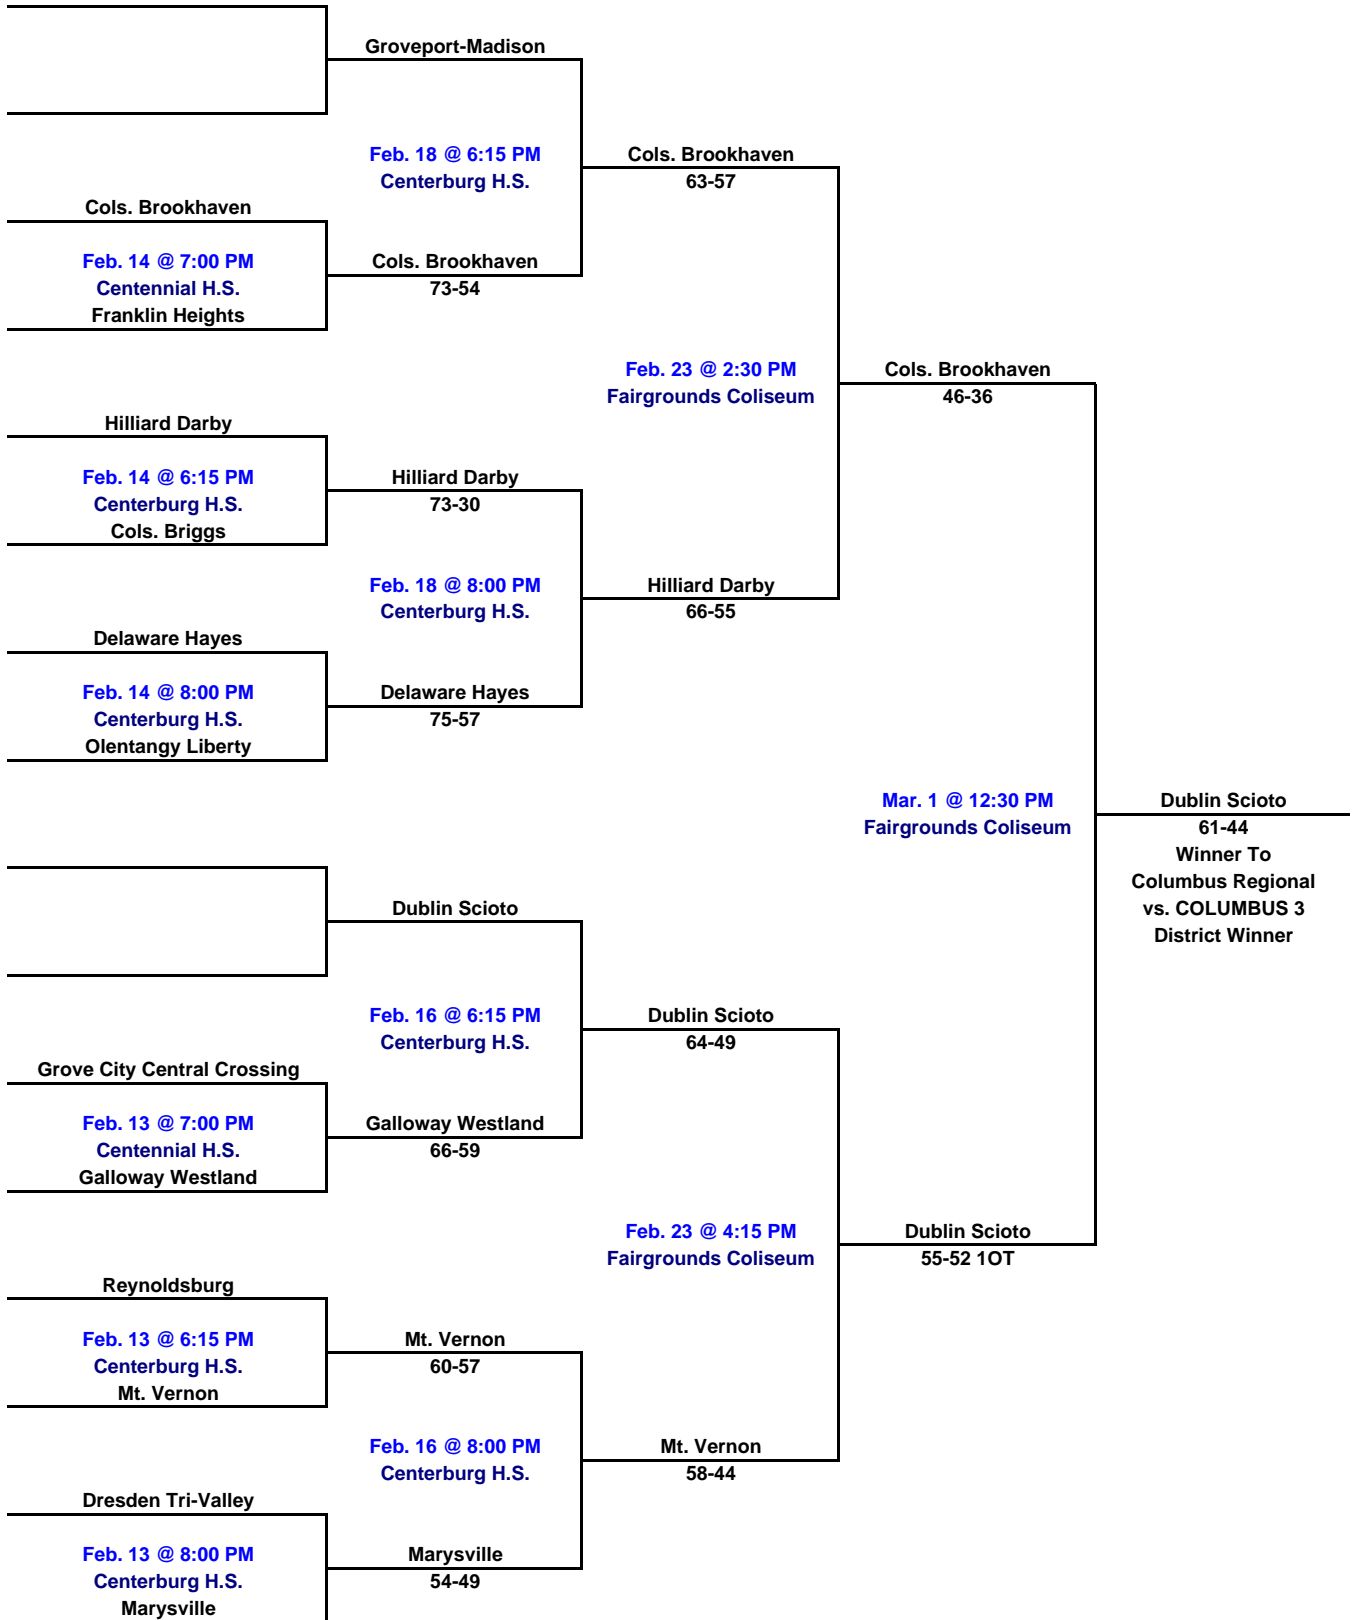 Groveport-Madison
Feb. 18 @ 6:15 PM
Centerburg H.S.
Cols. Brookhaven
63-57
Cols. Brookhaven
Feb. 14 @ 7:00 PM
Centennial H.S.
Franklin Heights
Cols. Brookhaven
73-54
Feb. 23 @ 2:30 PM
Fairgrounds Coliseum
Cols. Brookhaven
46-36
Hilliard Darby
Feb. 14 @ 6:15 PM
Centerburg H.S.
Cols. Briggs
Hilliard Darby
73-30
Feb. 18 @ 8:00 PM
Centerburg H.S.
Hilliard Darby
66-55
Delaware Hayes
Feb. 14 @ 8:00 PM
Centerburg H.S.
Olentangy Liberty
Delaware Hayes
75-57
Mar. 1 @ 12:30 PM
Fairgrounds Coliseum
Dublin Scioto
61-44
Winner To
Columbus Regional
vs. COLUMBUS 3
District Winner
Dublin Scioto
Feb. 16 @ 6:15 PM
Centerburg H.S.
Dublin Scioto
64-49
Grove City Central Crossing
Feb. 13 @ 7:00 PM
Centennial H.S.
Galloway Westland
Galloway Westland
66-59
Feb. 23 @ 4:15 PM
Fairgrounds Coliseum
Dublin Scioto
55-52 1OT
Reynoldsburg
Feb. 13 @ 6:15 PM
Centerburg H.S.
Mt. Vernon
Mt. Vernon
60-57
Feb. 16 @ 8:00 PM
Centerburg H.S.
Mt. Vernon
58-44
Dresden Tri-Valley
Feb. 13 @ 8:00 PM
Centerburg H.S.
Marysville
Marysville
54-49